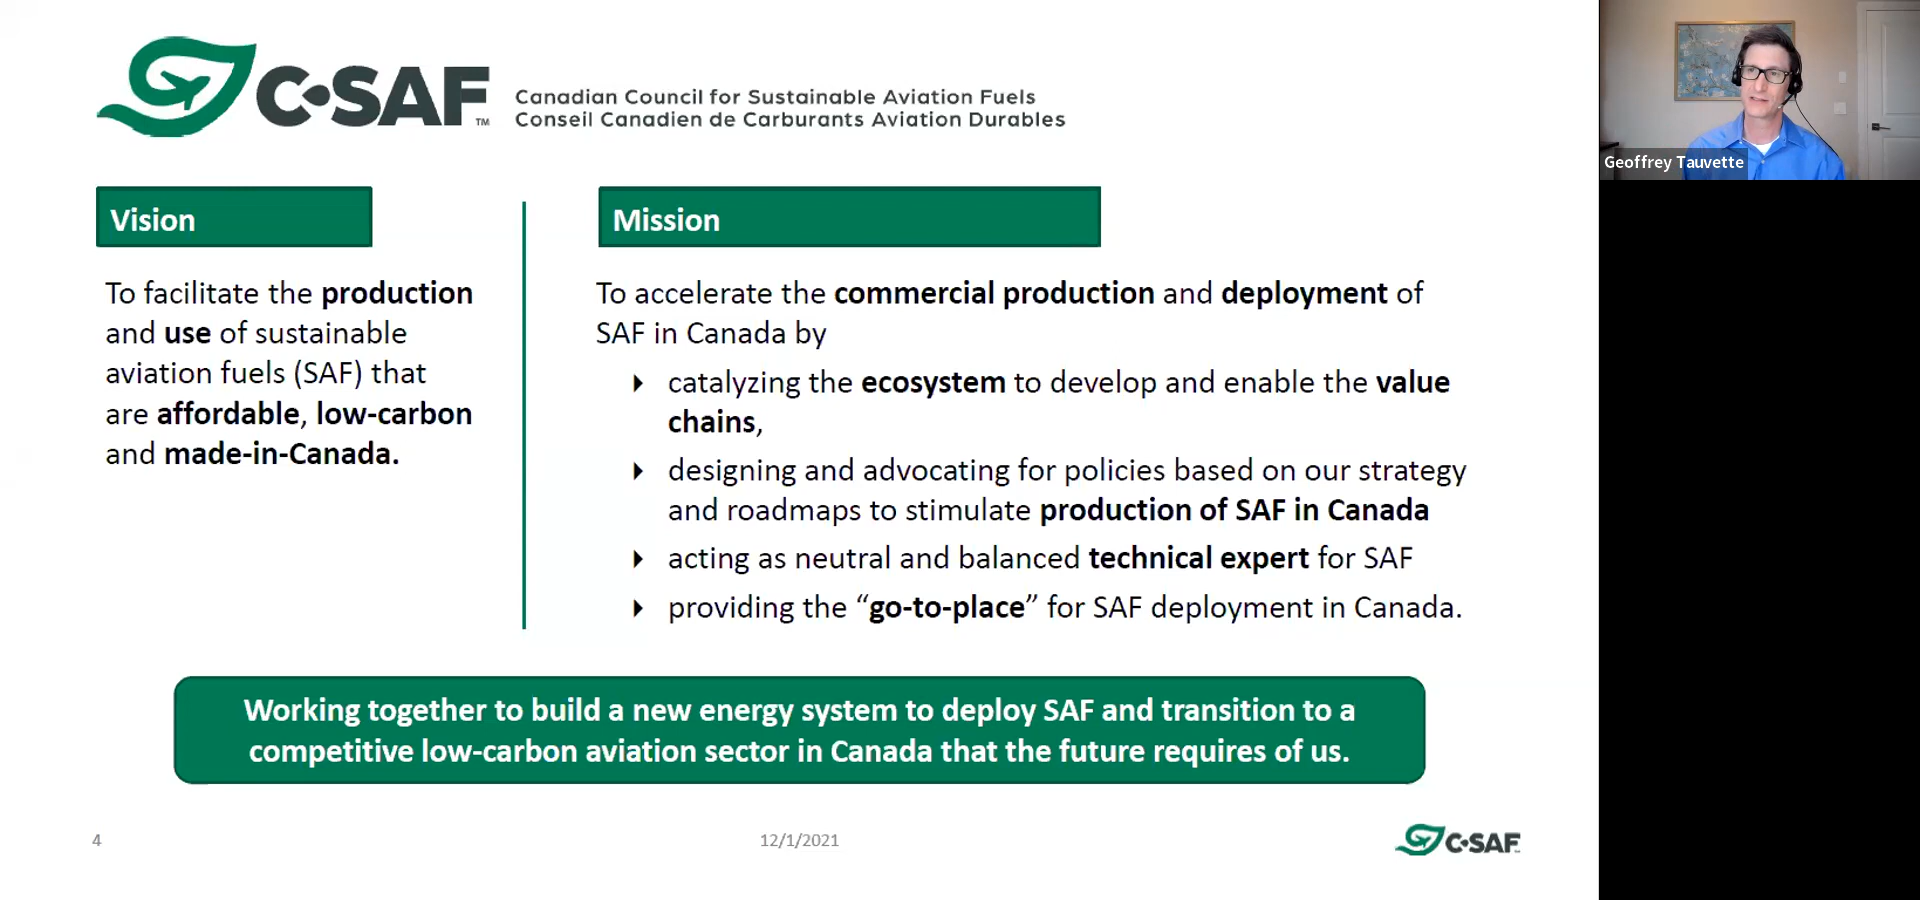 C-SAF
TM
Canadian Council for Sustainable Aviation Fuels
Conseil Canadien de Carburants Aviation Durables
Geoffrey Tauvette
Vision
To facilitate the production
and use of sustainable
aviation fuels (SAF) that
are affordable, low-carbon
and made-in-Canada.
Mission
To accelerate the commercial production and deployment of
SAF in Canada by
catalyzing the ecosystem to develop and enable the value
chains,
designing and advocating for policies based on our strategy
and roadmaps to stimulate production of SAF in Canada
acting as neutral and balanced technical expert for SAF
providing the “go-to-place” for SAF deployment in Canada.
Working together to build a new energy system to deploy SAF and transition to a
competitive low-carbon aviation sector in Canada that the future requires of us.
4
12/1/2021
C-SAF